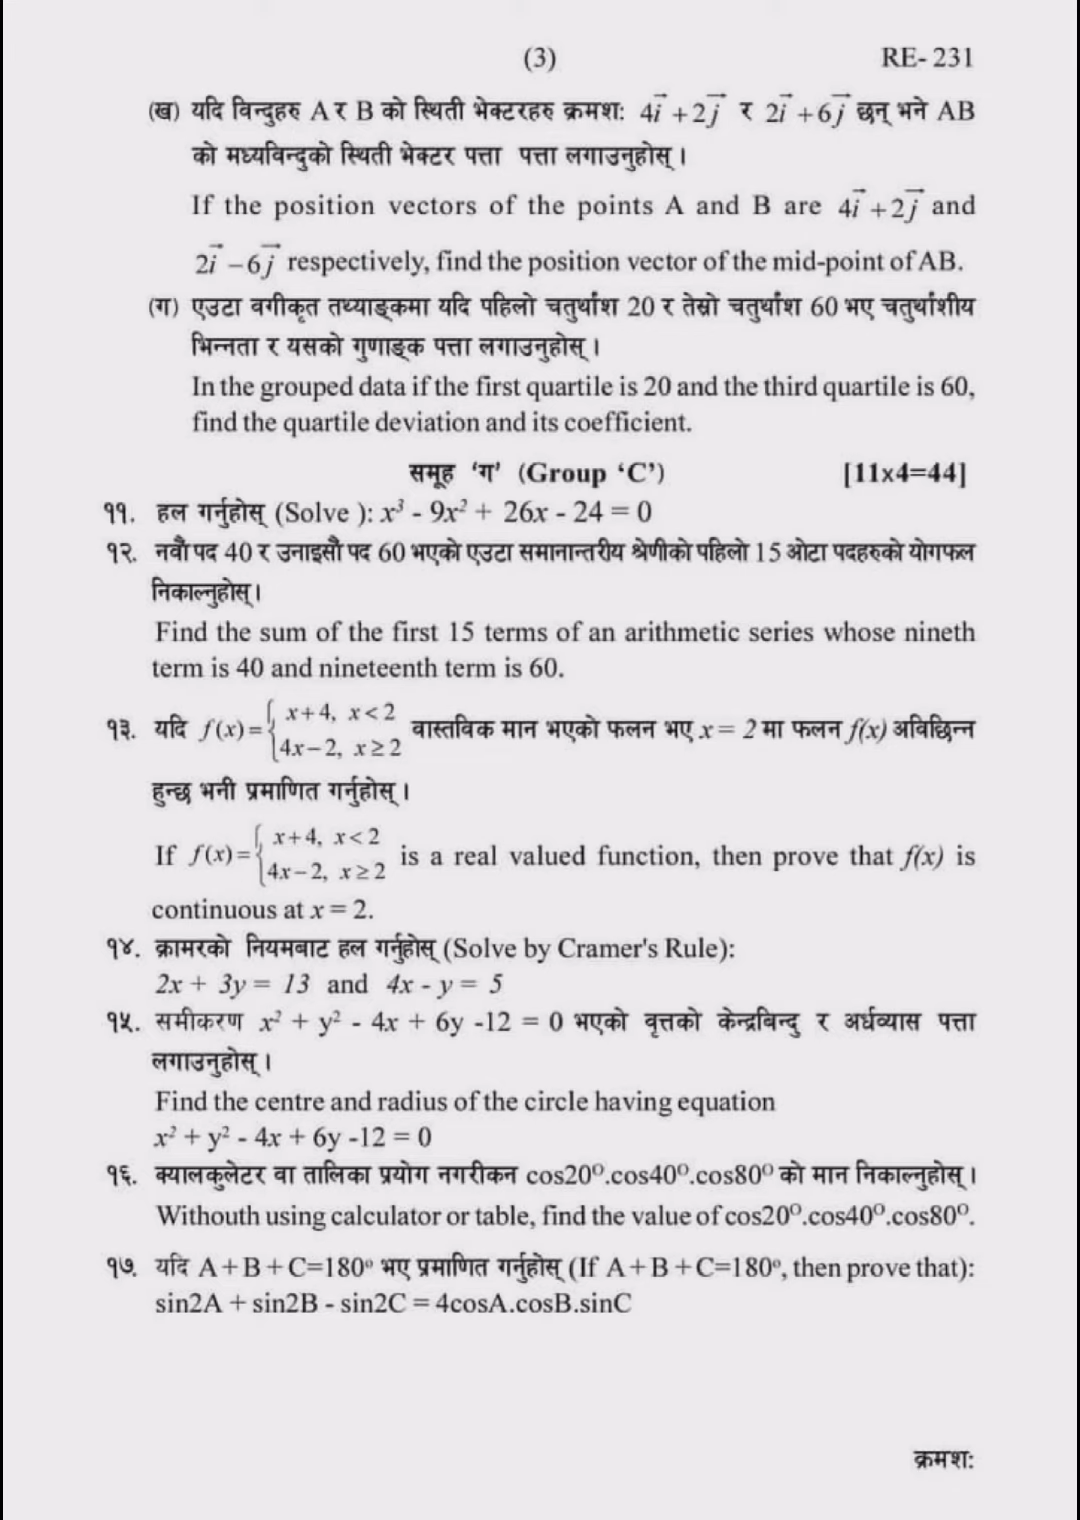 (3) RE- 231
(ख) यदि विन्दुहरु A र B को स्थिती भेक्टरहरु क्रमश: 4i⃗ +2j⃗ र 2i⃗ +6j⃗ छन् भने AB
को मध्यविन्दुको स्थिती भेक्टर पत्ता पत्ता लगाउनुहोस् ।
If the position vectors of the points A and B are 4i⃗ +2j⃗ and
2i⃗ –6j⃗ respectively, find the position vector of the mid-point of AB.
(ग) एउटा वर्गीकृत तथ्याङ्कमा यदि पहिलो चतुर्थांश 20 र तेस्रो चतुर्थांश 60 भए चतुर्थांशीय
भिन्नता र यसको गुणाङ्क पत्ता लगाउनुहोस् ।
In the grouped data if the first quartile is 20 and the third quartile is 60,
find the quartile deviation and its coefficient.
समूह ‘ग’ (Group ‘C’) [11x4=44]
११. हल गर्नुहोस् (Solve ): x³ - 9x² + 26x - 24 = 0
१२. नवौं पद 40 र उनाइसौं पद 60 भएको एउटा समानान्तरीय श्रेणीको पहिलो 15 ओटा पदहरुको योगफल
निकाल्नुहोस् ।
Find the sum of the first 15 terms of an arithmetic series whose nineth
term is 40 and nineteenth term is 60.
१३. यदि f(x)={ x+4, x<2 4x–2, x≥2 वास्तविक मान भएको फलन भए x = 2 मा फलन f(x) अविछिन्न
हुन्छ भनी प्रमाणित गर्नुहोस् ।
If f(x)={ x+4, x<2 4x–2, x≥2 is a real valued function, then prove that f(x) is
continuous at x = 2.
१४. क्रामरको नियमबाट हल गर्नुहोस् (Solve by Cramer's Rule):
2x + 3y = 13 and 4x - y = 5
१५. समीकरण x² + y² - 4x + 6y -12 = 0 भएको वृत्तको केन्द्रबिन्दु र अर्धव्यास पत्ता
लगाउनुहोस् ।
Find the centre and radius of the circle having equation
x² + y² - 4x + 6y -12 = 0
१६. क्यालकुलेटर वा तालिका प्रयोग नगरीकन cos20⁰.cos40⁰.cos80⁰ को मान निकाल्नुहोस् ।
Withouth using calculator or table, find the value of cos20⁰.cos40⁰.cos80⁰.
१७. यदि A+B+C=180º भए प्रमाणित गर्नुहोस् (If A+B+C=180º, then prove that):
sin2A + sin2B - sin2C = 4cosA.cosB.sinC
क्रमश: